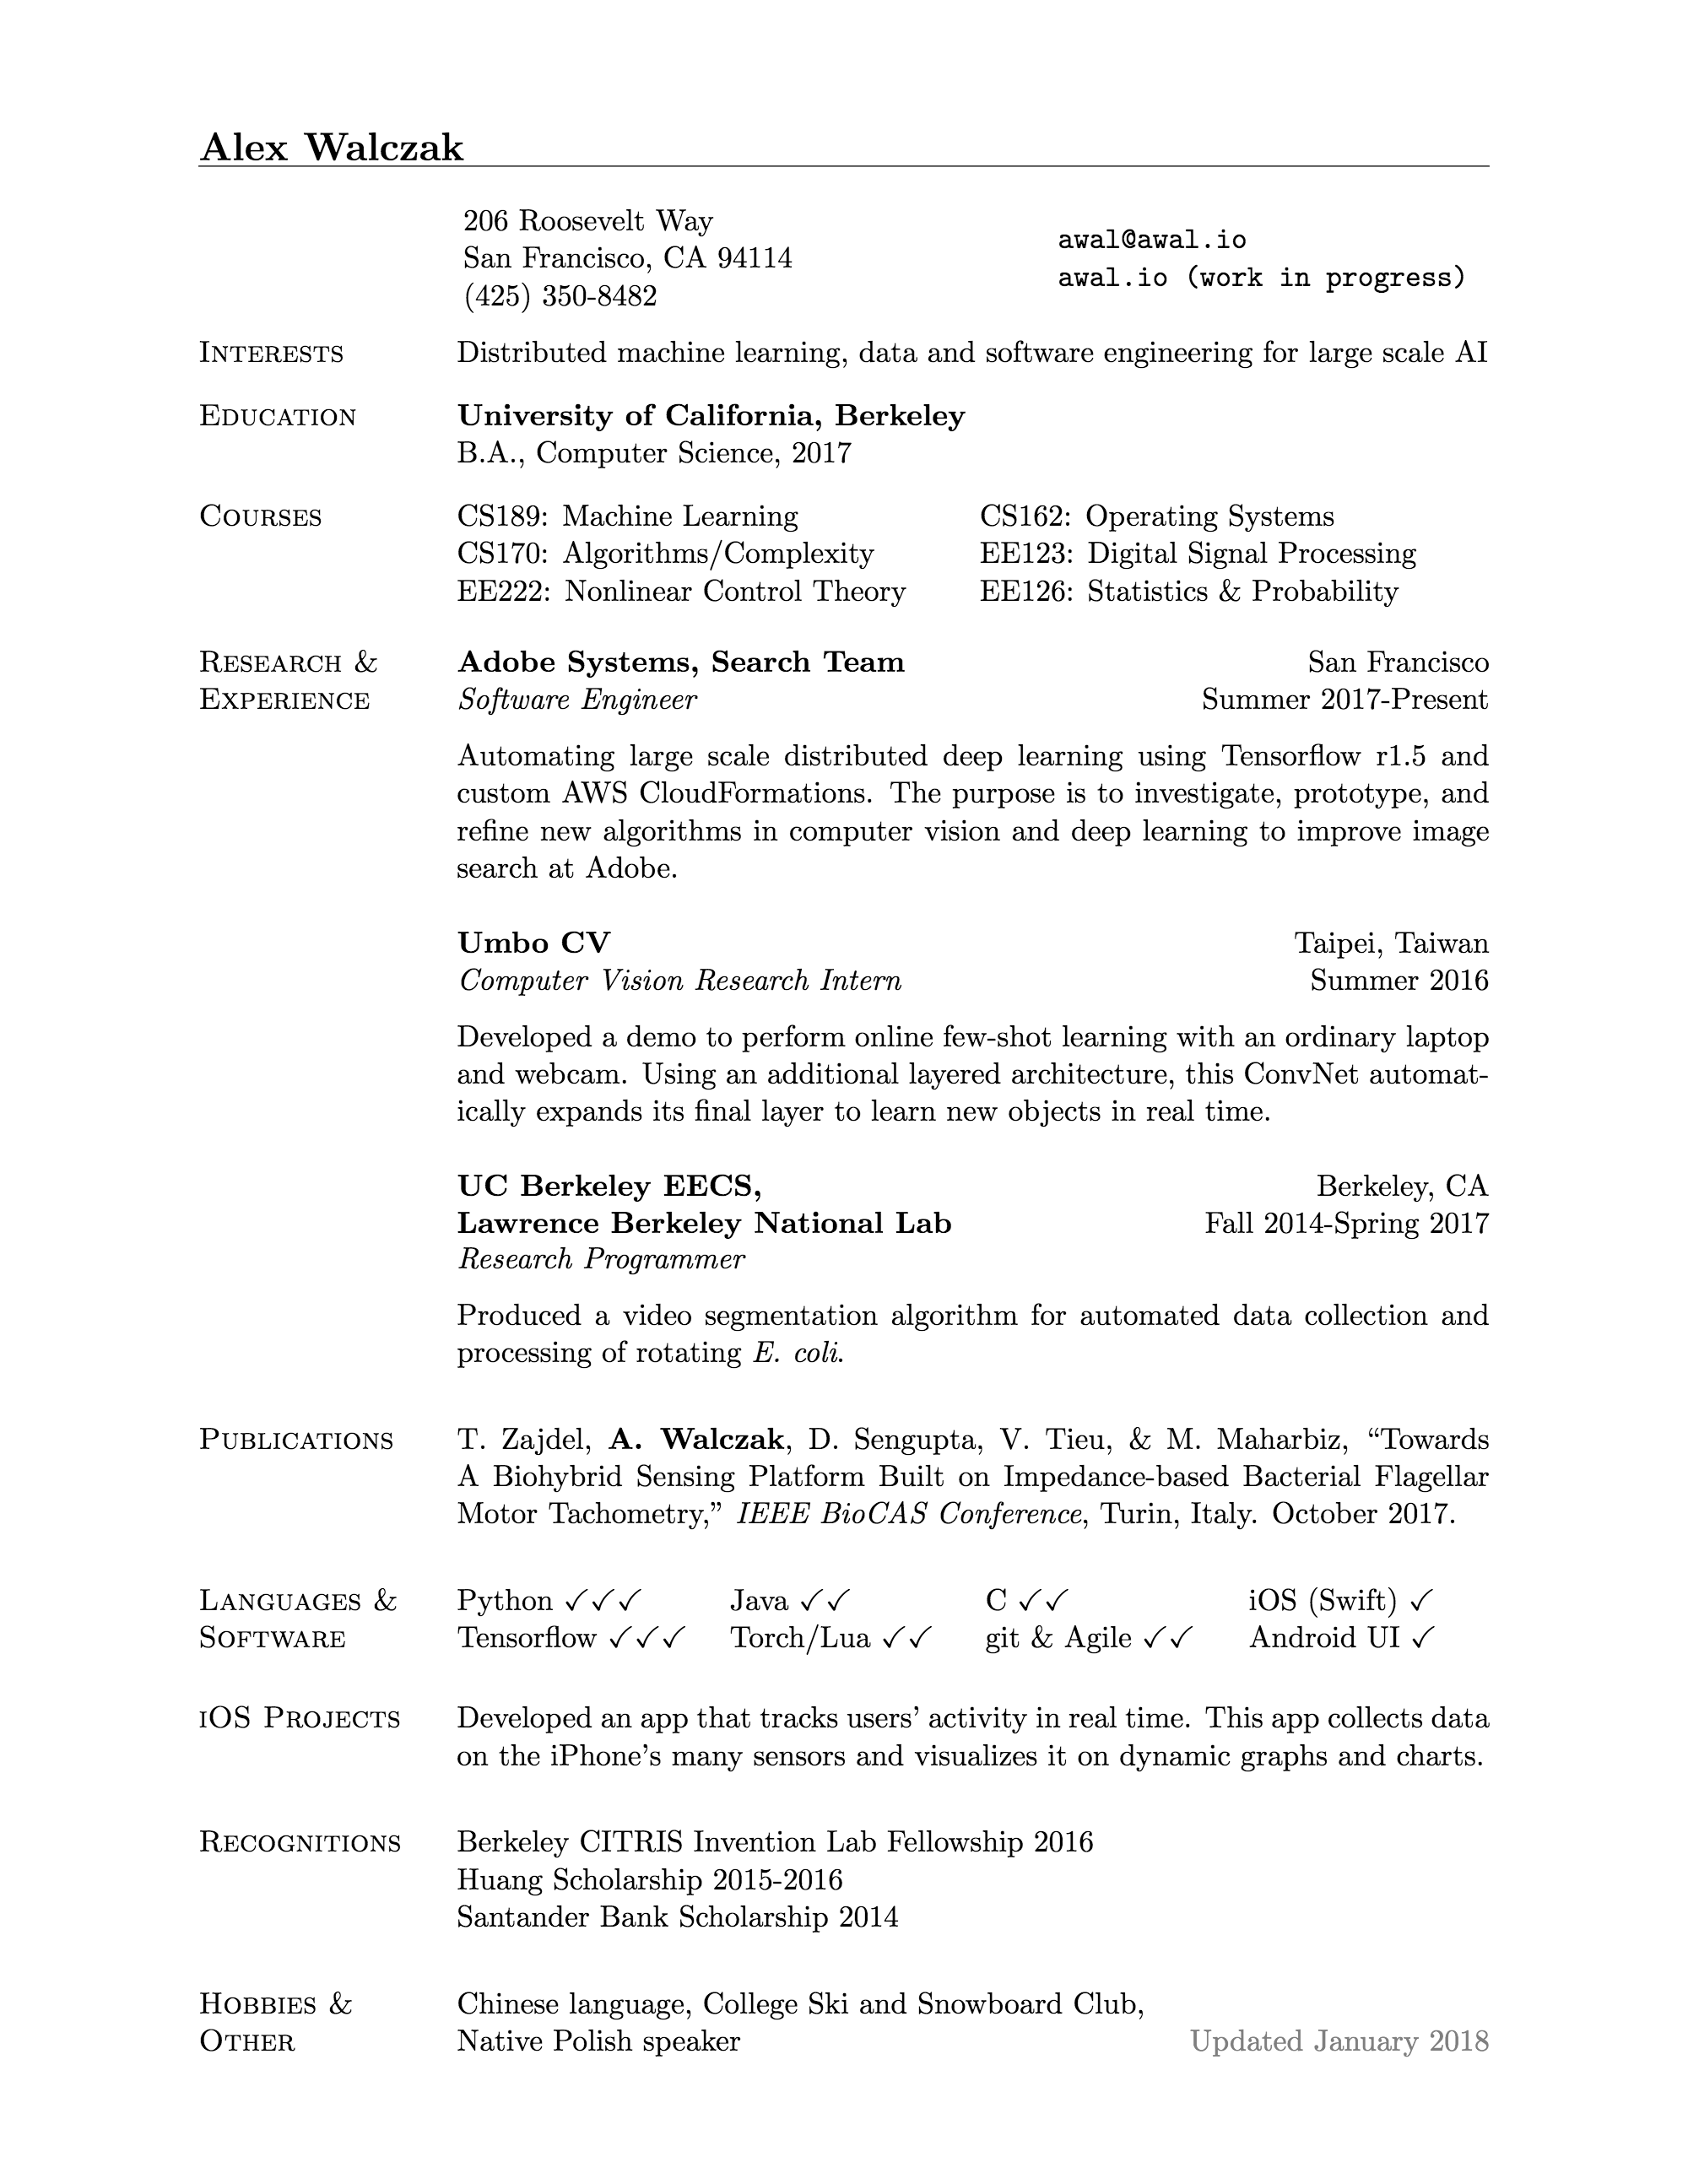 Alex Walczak
206 Roosevelt Way
San Francisco, CA 94114
(425) 350-8482
awal@awal.io
awal.io (work in progress)
Interests Distributed machine learning, data and software engineering for large scale AI
Education University of California, Berkeley
B.A., Computer Science, 2017
Courses CS189: Machine Learning CS162: Operating Systems
CS170: Algorithms/Complexity EE123: Digital Signal Processing
EE222: Nonlinear Control Theory EE126: Statistics & Probability
Research & Adobe Systems, Search Team San Francisco
Experience Software Engineer Summer 2017-Present
Automating large scale distributed deep learning using Tensorflow r1.5 and
custom AWS CloudFormations. The purpose is to investigate, prototype, and
refine new algorithms in computer vision and deep learning to improve image
search at Adobe.
Umbo CV Taipei, Taiwan
Computer Vision Research Intern Summer 2016
Developed a demo to perform online few-shot learning with an ordinary laptop
and webcam. Using an additional layered architecture, this ConvNet automat-
ically expands its final layer to learn new objects in real time.
UC Berkeley EECS, Berkeley, CA
Lawrence Berkeley National Lab Fall 2014-Spring 2017
Research Programmer
Produced a video segmentation algorithm for automated data collection and
processing of rotating E. coli.
Publications T. Zajdel, A. Walczak, D. Sengupta, V. Tieu, & M. Maharbiz, “Towards
A Biohybrid Sensing Platform Built on Impedance-based Bacterial Flagellar
Motor Tachometry,” IEEE BioCAS Conference, Turin, Italy. October 2017.
Languages & Python ✓✓✓ Java ✓✓ C ✓✓ iOS (Swift) ✓
Software Tensorflow ✓✓✓ Torch/Lua ✓✓ git & Agile ✓✓ Android UI ✓
iOS Projects Developed an app that tracks users’ activity in real time. This app collects data
on the iPhone’s many sensors and visualizes it on dynamic graphs and charts.
Recognitions Berkeley CITRIS Invention Lab Fellowship 2016
Huang Scholarship 2015-2016
Santander Bank Scholarship 2014
Hobbies & Chinese language, College Ski and Snowboard Club,
Other Native Polish speaker Updated January 2018